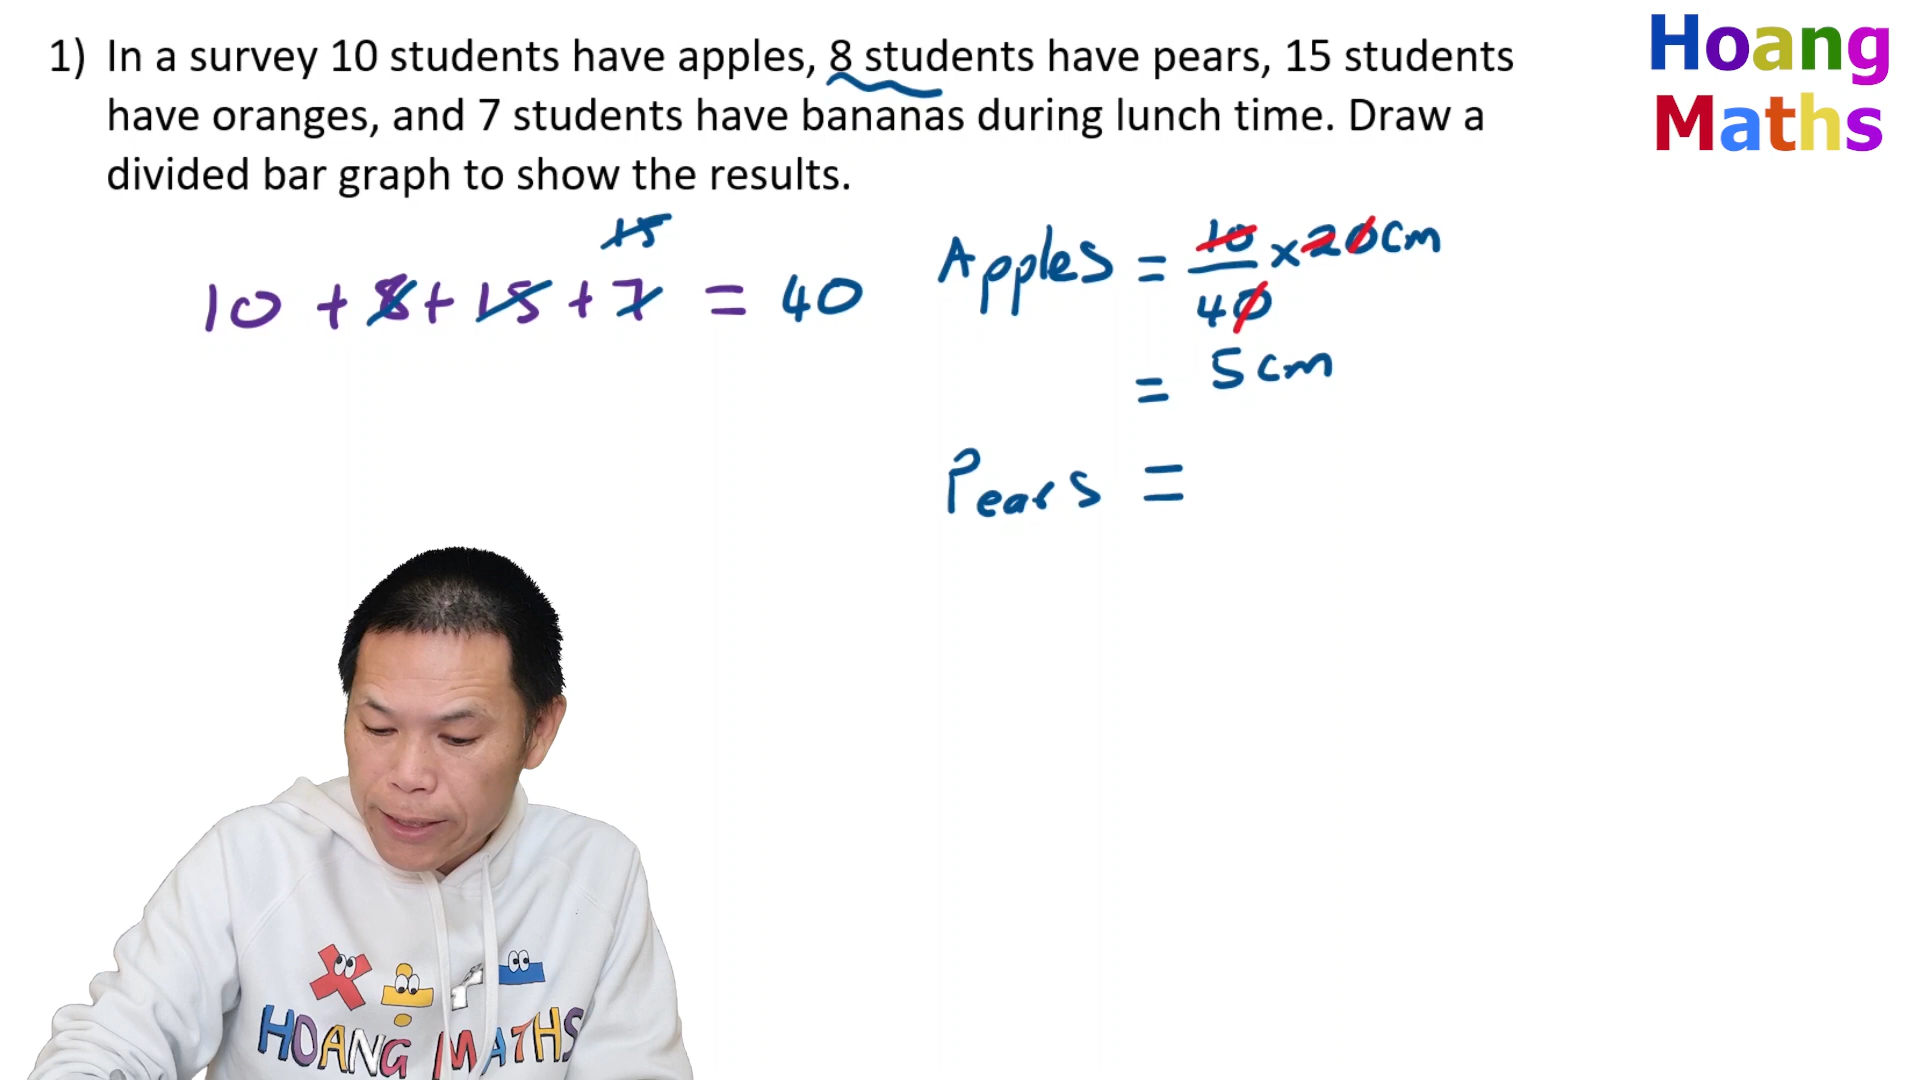 1) In a survey 10 students have apples, 8 students have pears, 15 students
have oranges, and 7 students have bananas during lunch time. Draw a
divided bar graph to show the results.
Hoang
Maths
15
10 + 8 + 15 + 7 = 40
Apples = 10/40 × 20cm
= 5cm
Pears =
HOANG MATHS